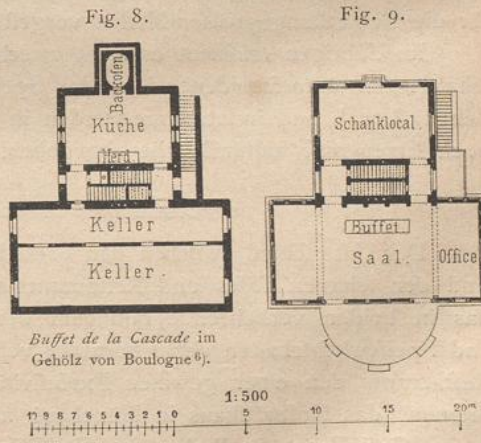 Fig. 8.
Fig. 9.
Backofen
Küche
Herd
Keller
Keller.
Schanklocal.
Buffet
Saal.
Office
Buffet de la Cascade im
Gehölz von Boulogne 6).
1:500
10 9 8 7 6 5 4 3 2 1 0 5 10 15 20m